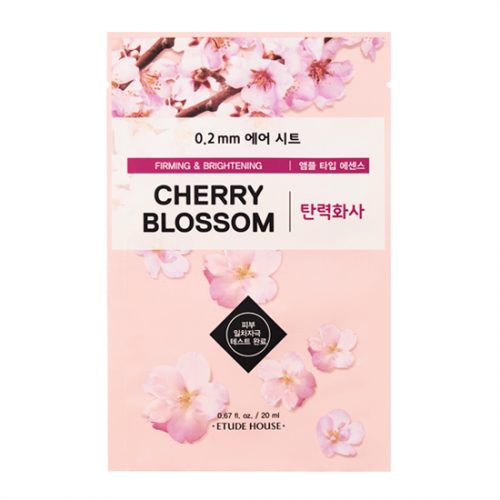 0.2mm 에어 시트
FIRMING & BRIGHTENING | 앰플 타입 에센스
CHERRY
BLOSSOM
탄력화사
피부
일차자극
테스트 완료
0.67 fl. oz. / 20 ml
• ETUDE HOUSE •